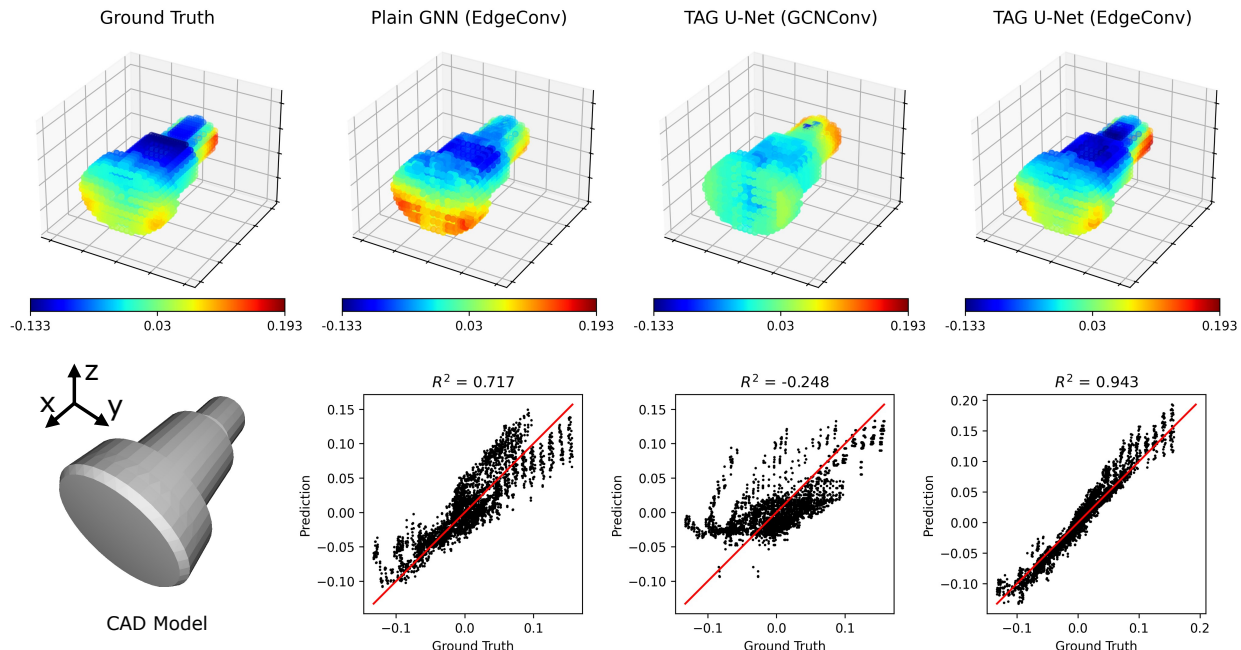 Ground Truth
Plain GNN (EdgeConv)
TAG U-Net (GCNConv)
TAG U-Net (EdgeConv)
-0.133 0.03 0.193
-0.133 0.03 0.193
-0.133 0.03 0.193
-0.133 0.03 0.193
z
x y
CAD Model
R² = 0.717
Prediction
0.15
0.10
0.05
0.00
−0.05
−0.10
−0.1 0.0 0.1
Ground Truth
R² = -0.248
Prediction
0.15
0.10
0.05
0.00
−0.05
−0.10
−0.1 0.0 0.1
Ground Truth
R² = 0.943
Prediction
0.20
0.15
0.10
0.05
0.00
−0.05
−0.10
−0.1 0.0 0.1 0.2
Ground Truth